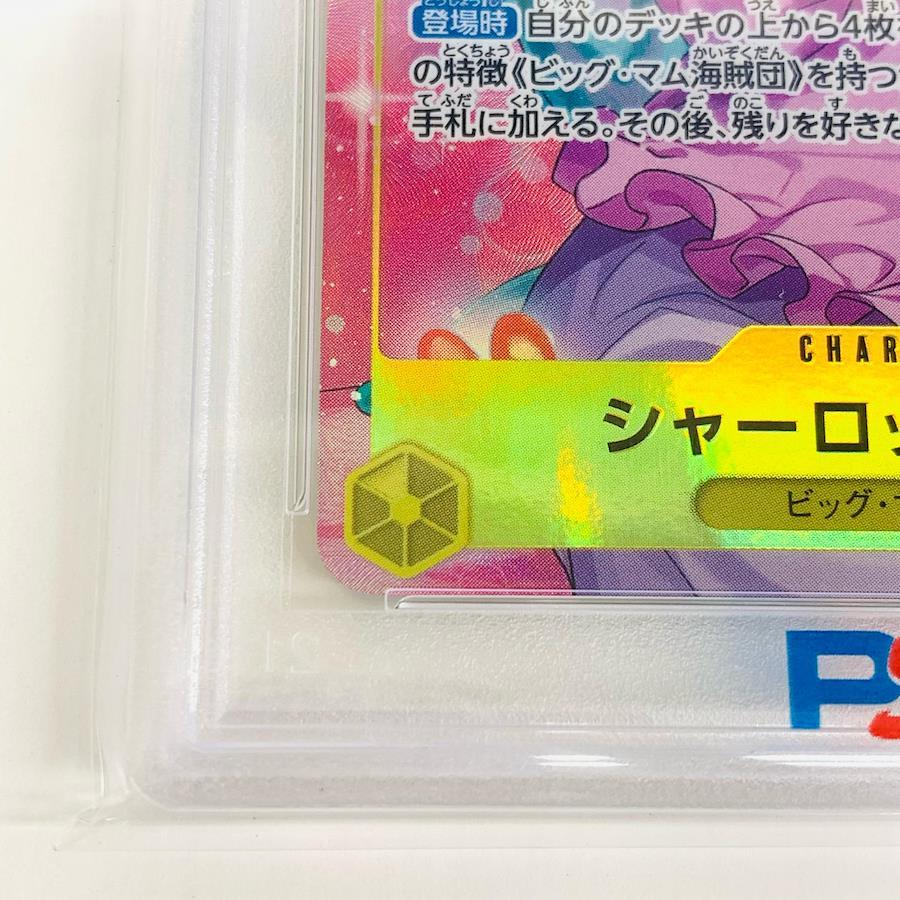 登場時 自分のデッキの上から4枚
の特徴《ビッグ・マム海賊団》を持つ
手札に加える。その後、残りを好きな
CHAR
シャーロッ
ビッグ・マ
PS